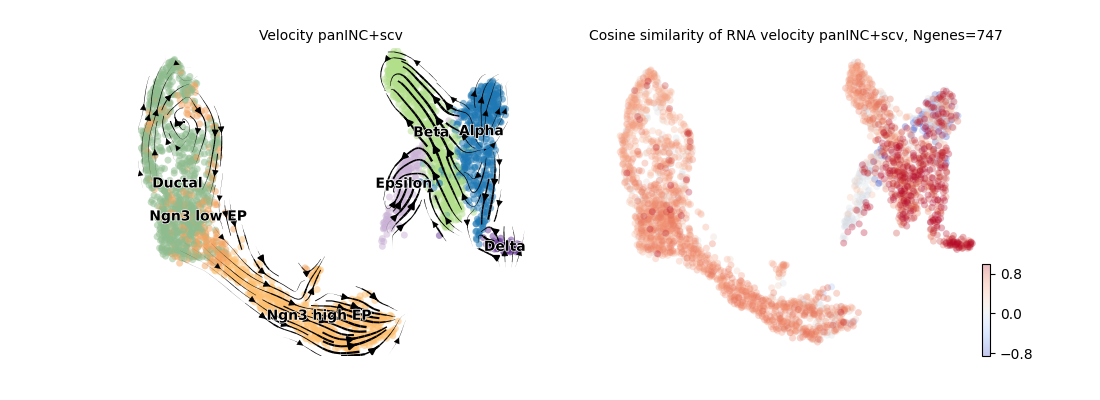 Velocity panINC+scv
Cosine similarity of RNA velocity panINC+scv, Ngenes=747
Beta
Alpha
Ductal
Epsilon
Ngn3 low EP
Delta
Ngn3 high EP
0.8
0.0
−0.8